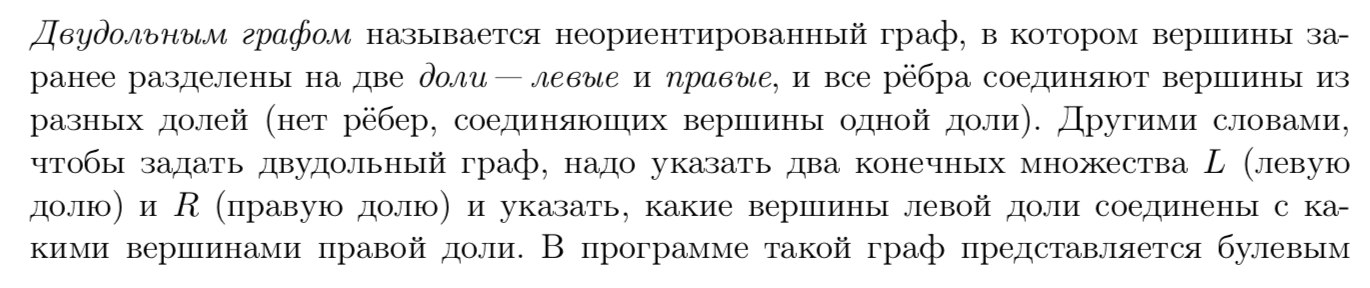 Двудольным графом называется неориентированный граф, в котором вершины за-
ранее разделены на две доли — левые и правые, и все рёбра соединяют вершины из
разных долей (нет рёбер, соединяющих вершины одной доли). Другими словами,
чтобы задать двудольный граф, надо указать два конечных множества L (левую
долю) и R (правую долю) и указать, какие вершины левой доли соединены с ка-
кими вершинами правой доли. В программе такой граф представляется булевым